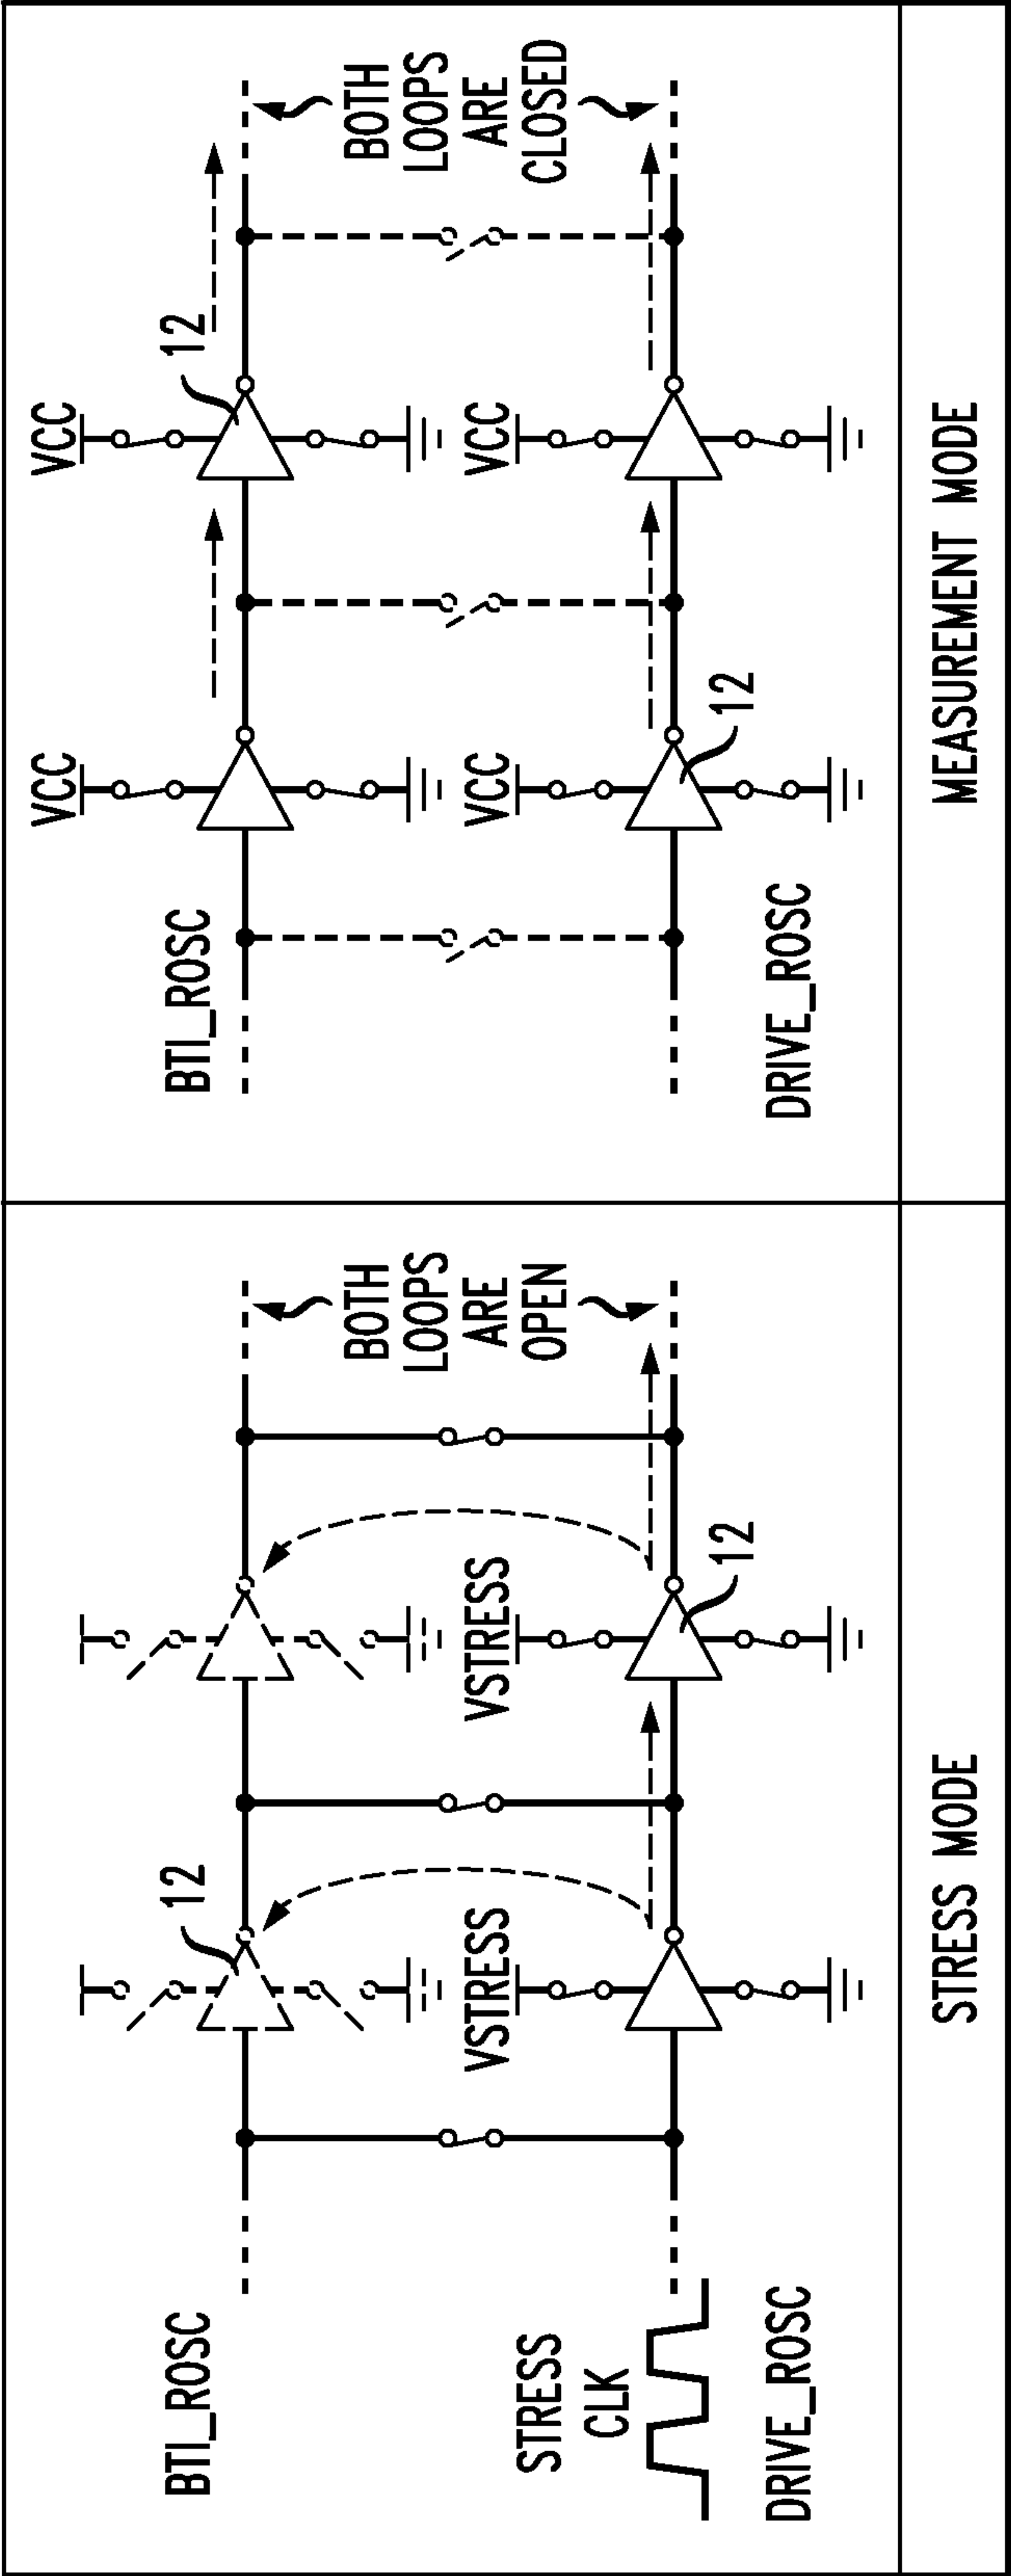 BTI_ROSC
12
BOTH
LOOPS
ARE
OPEN
VSTRESS
VSTRESS
STRESS
CLK
12
DRIVE_ROSC
STRESS MODE
VCC
VCC
BTI_ROSC
12
BOTH
LOOPS
ARE
CLOSED
VCC
VCC
12
DRIVE_ROSC
MEASUREMENT MODE